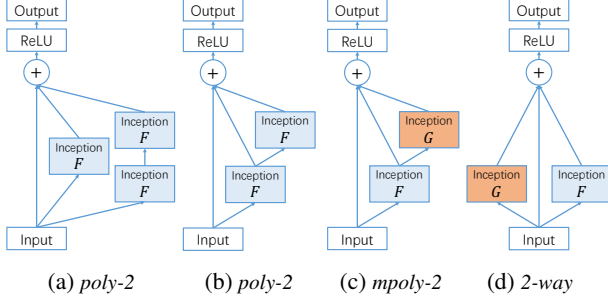 Output
ReLU
+
Inception
F
Inception
F
Inception
F
Input
(a) poly-2
Output
ReLU
+
Inception
F
Inception
F
Input
(b) poly-2
Output
ReLU
+
Inception
G
Inception
F
Input
(c) mpoly-2
Output
ReLU
+
Inception
G
Inception
F
Input
(d) 2-way